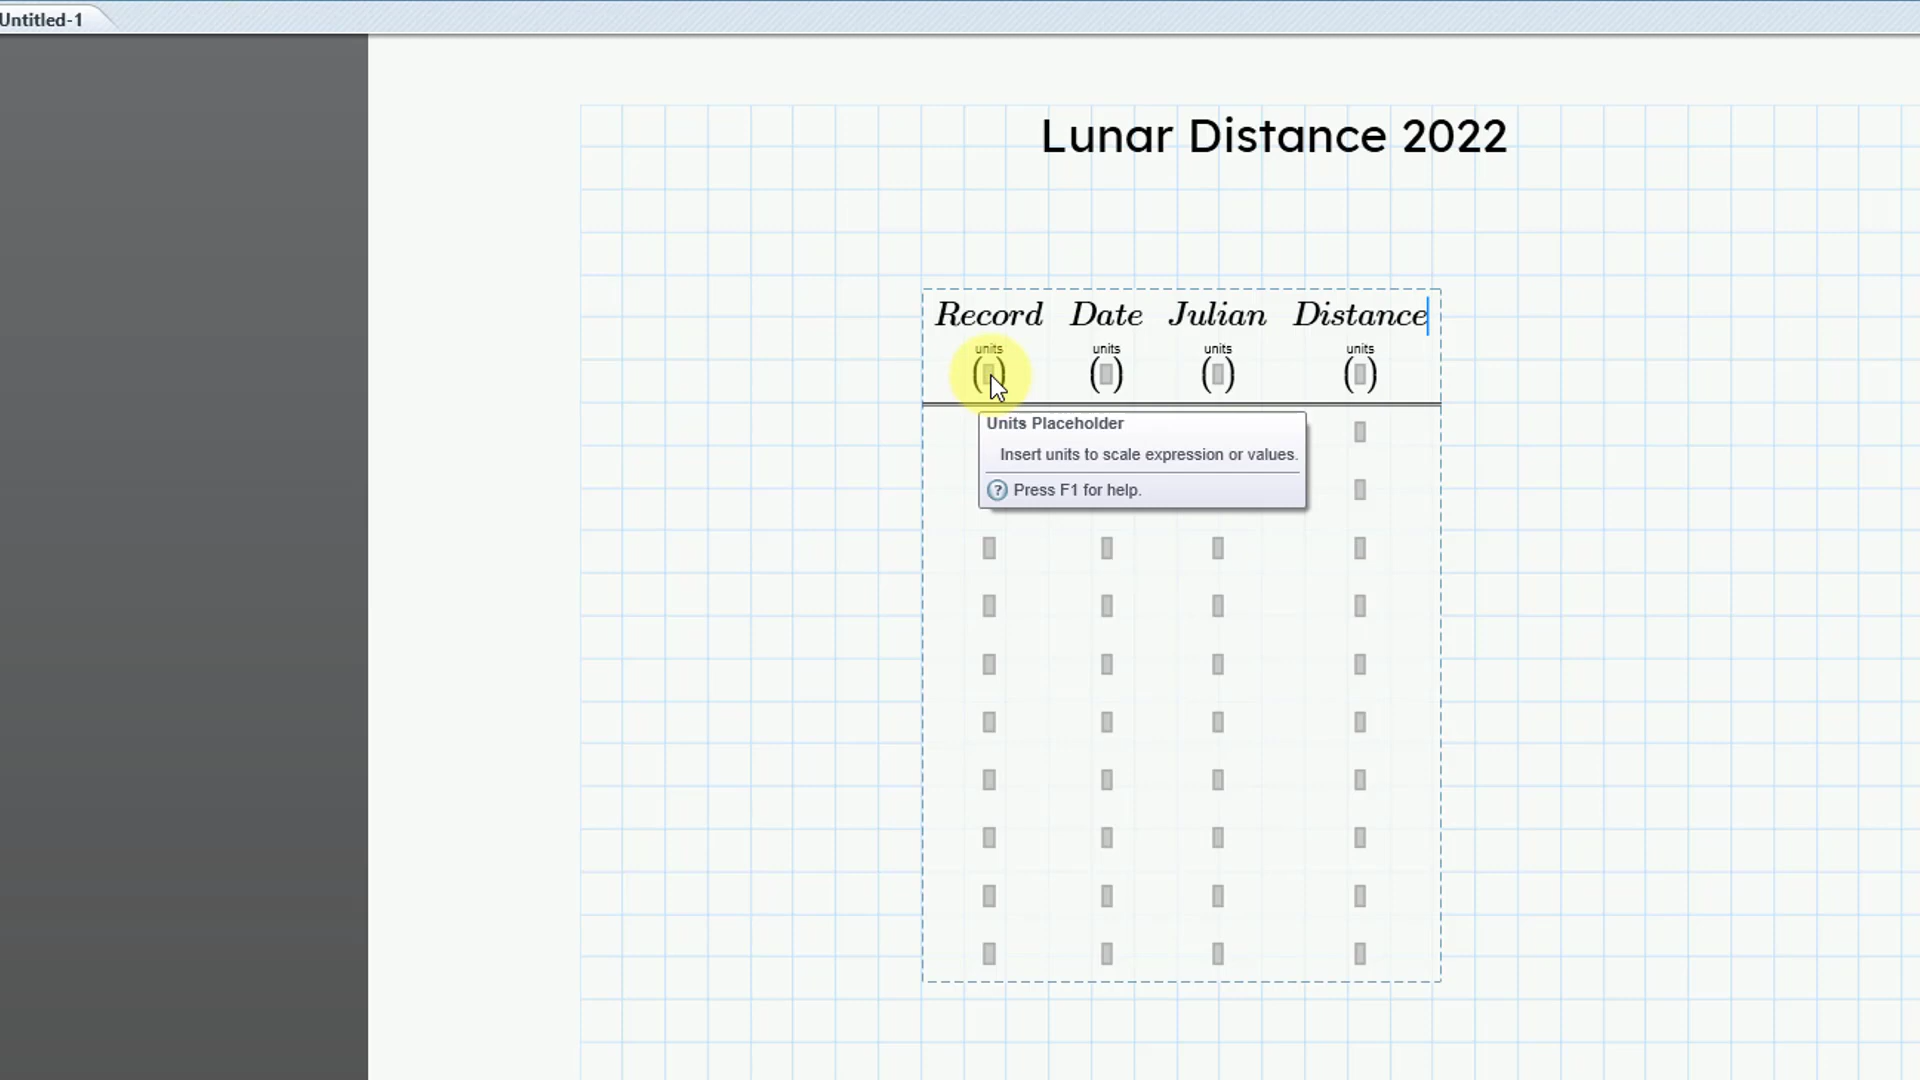 Untitled-1
Lunar Distance 2022
Record Date Julian Distance
units units units units
( ) ( ) ( ) ( )
Units Placeholder
Insert units to scale expression or values.
? Press F1 for help.